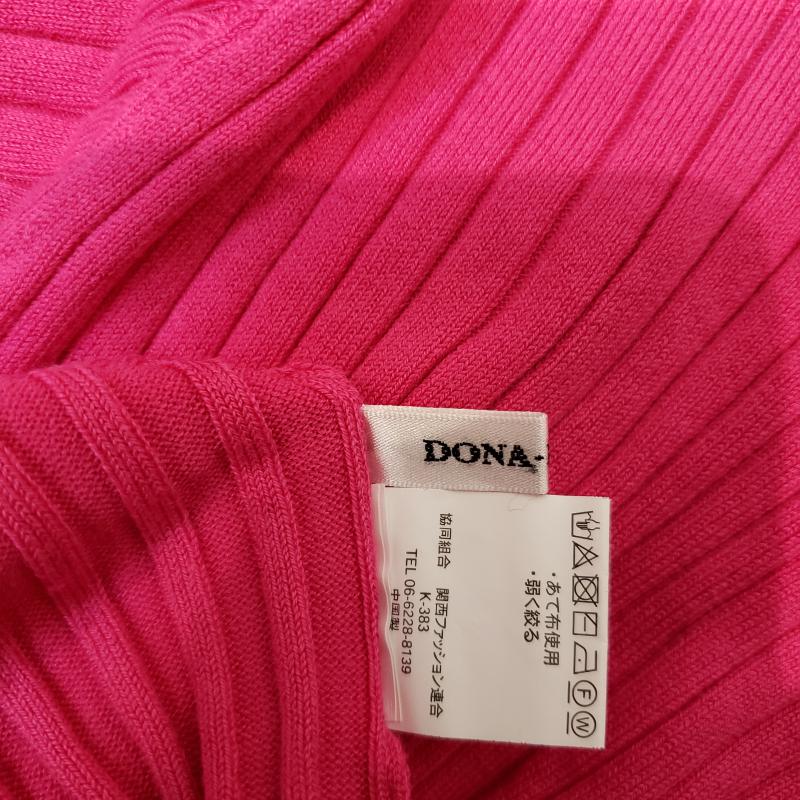 DONA-
・あて布使用
・弱く絞る
F
W
協同組合　関西ファッション連合
K-383
TEL 06-6228-8139
中国製